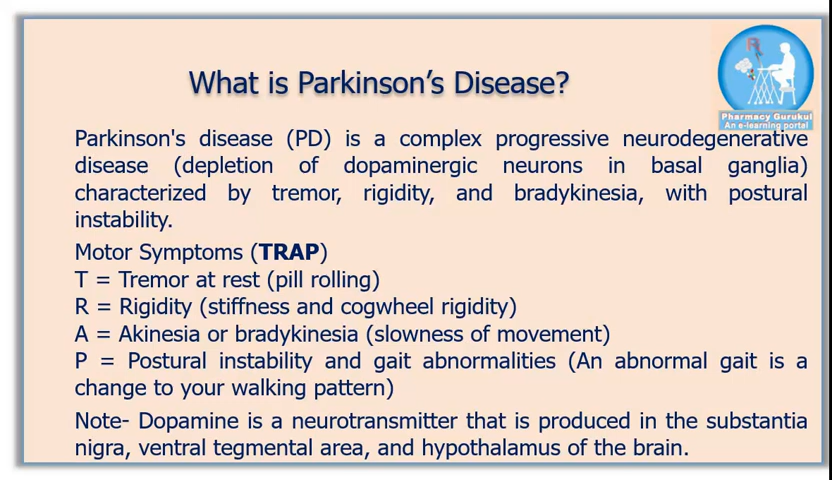 What is Parkinson's Disease?
Pharmacy Gurukul
An e-learning portal
Parkinson's disease (PD) is a complex progressive neurodegenerative
disease (depletion of dopaminergic neurons in basal ganglia)
characterized by tremor, rigidity, and bradykinesia, with postural
instability.
Motor Symptoms (TRAP)
T = Tremor at rest (pill rolling)
R = Rigidity (stiffness and cogwheel rigidity)
A = Akinesia or bradykinesia (slowness of movement)
P = Postural instability and gait abnormalities (An abnormal gait is a
change to your walking pattern)
Note- Dopamine is a neurotransmitter that is produced in the substantia
nigra, ventral tegmental area, and hypothalamus of the brain.